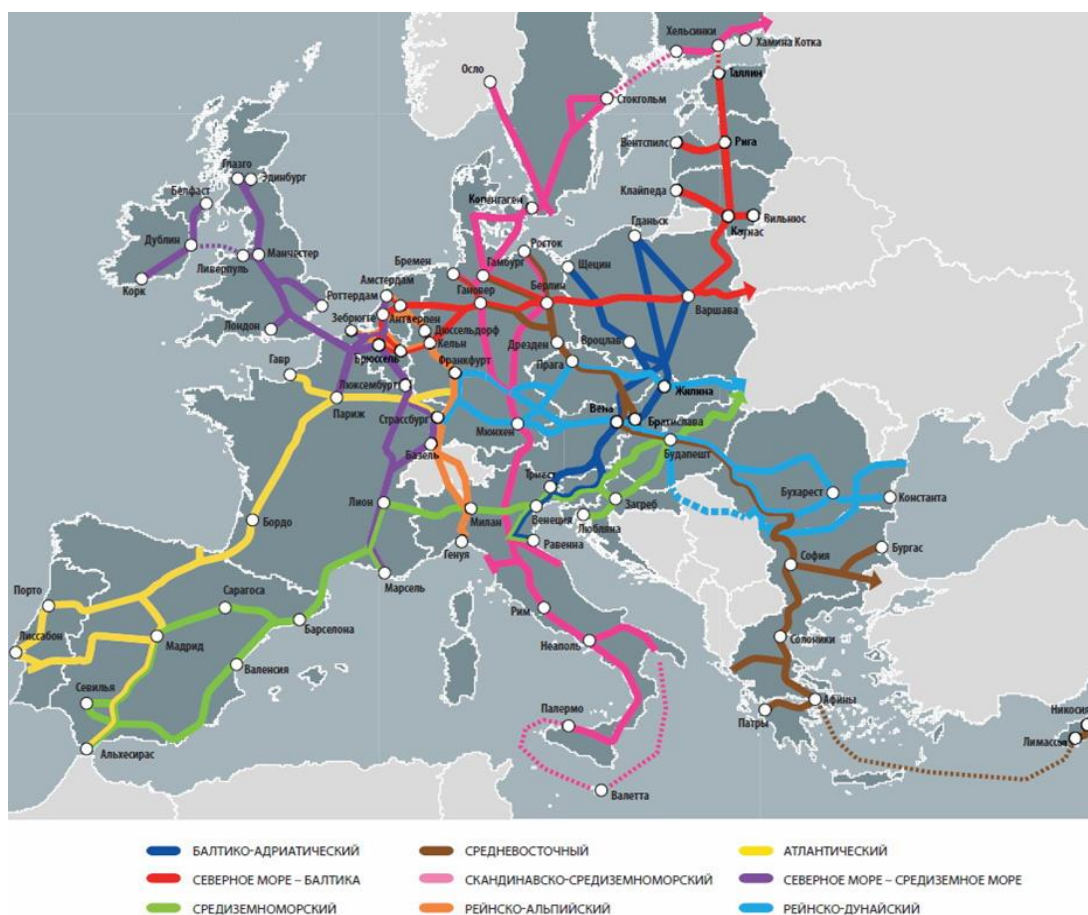 Хельсинки
Хамина Котка
Осло
Таллин
Стокгольм
Вентспилс
Рига
Глазго
Эдинбург
Клайпеда
Белфаст
Копенгаген
Вильнюс
Каунас
Гданьск
Дублин
Манчестер
Росток
Щецин
Ливерпуль
Бремен
Гамбург
Корк
Амстердам
Роттердам
Гановер
Берлин
Варшава
Зебрюгге
Антверпен
Лондон
Дюссельдорф
Дрезден
Вроцлав
Кельн
Гавр
Брюссель
Франкфурт
Прага
Люксембург
Жилина
Париж
Страссбург
Вена
Братислава
Мюнхен
Будапешт
Базель
Триест
Бухарест
Константа
Лион
Милан
Венеция
Загреб
Любляна
Бордо
Генуя
Равенна
Бургас
София
Марсель
Порто
Сарагоса
Рим
Барселона
Лиссабон
Мадрид
Неаполь
Солоники
Валенсия
Севилья
Афины
Палермо
Патры
Никосия
Лимассо
Альхесирас
Валетта
БАЛТИКО-АДРИАТИЧЕСКИЙ
СРЕДНЕВОСТОЧНЫЙ
АТЛАНТИЧЕСКИЙ
СЕВЕРНОЕ МОРЕ – БАЛТИКА
СКАНДИНАВСКО-СРЕДИЗЕМНОМОРСКИЙ
СЕВЕРНОЕ МОРЕ – СРЕДИЗЕМНОЕ МОРЕ
СРЕДИЗЕМНОМОРСКИЙ
РЕЙНСКО-АЛЬПИЙСКИЙ
РЕЙНСКО-ДУНАЙСКИЙ